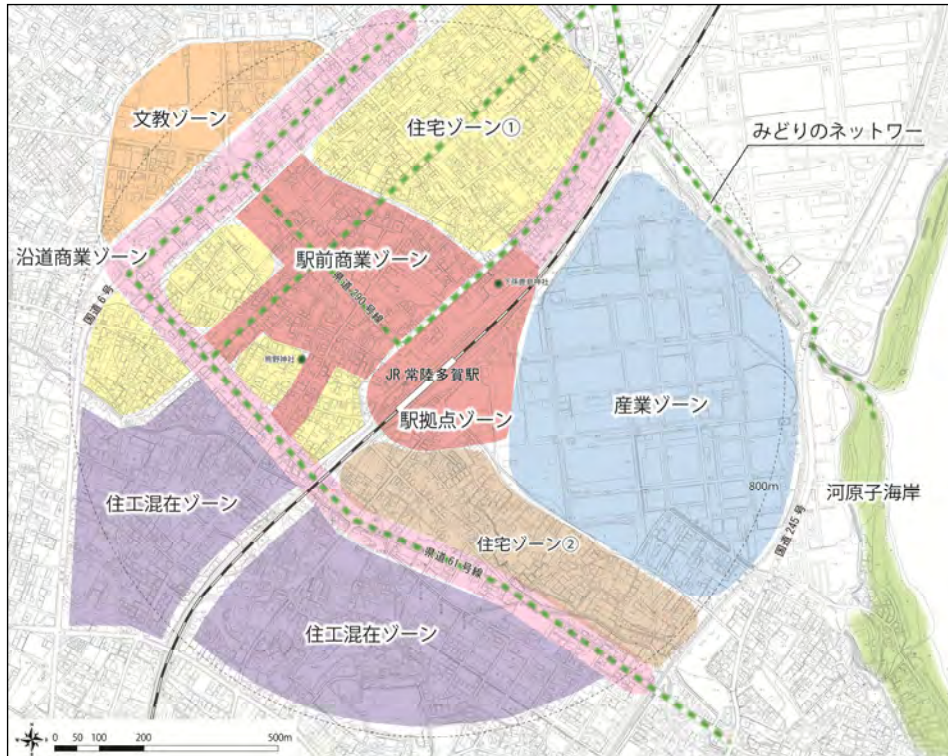 文教ゾーン
住宅ゾーン①
みどりのネットワー
沿道商業ゾーン
国道6号
駅前商業ゾーン
県道290号線
熊野神社
JR 常陸多賀駅
駅拠点ゾーン
産業ゾーン
800m
河原子海岸
国道245号
住工混在ゾーン
住宅ゾーン②
県道61号線
住工混在ゾーン
0 50 100 200 500m